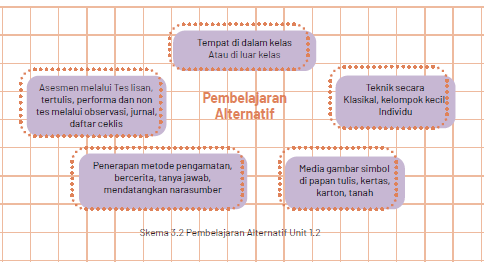 Tempat di dalam kelas
Atau di luar kelas
Asesmen melalui Tes lisan,
tertulis, performa dan non
tes melalui observasi, jurnal,
daftar ceklis
Pembelajaran
Alternatif
Teknik secara
Klasikal, kelompok kecil,
Individu
Penerapan metode pengamatan,
bercerita, tanya jawab,
mendatangkan narasumber
Media gambar simbol
di papan tulis, kertas,
karton, tanah
Skema 3.2 Pembelajaran Alternatif Unit 1.2